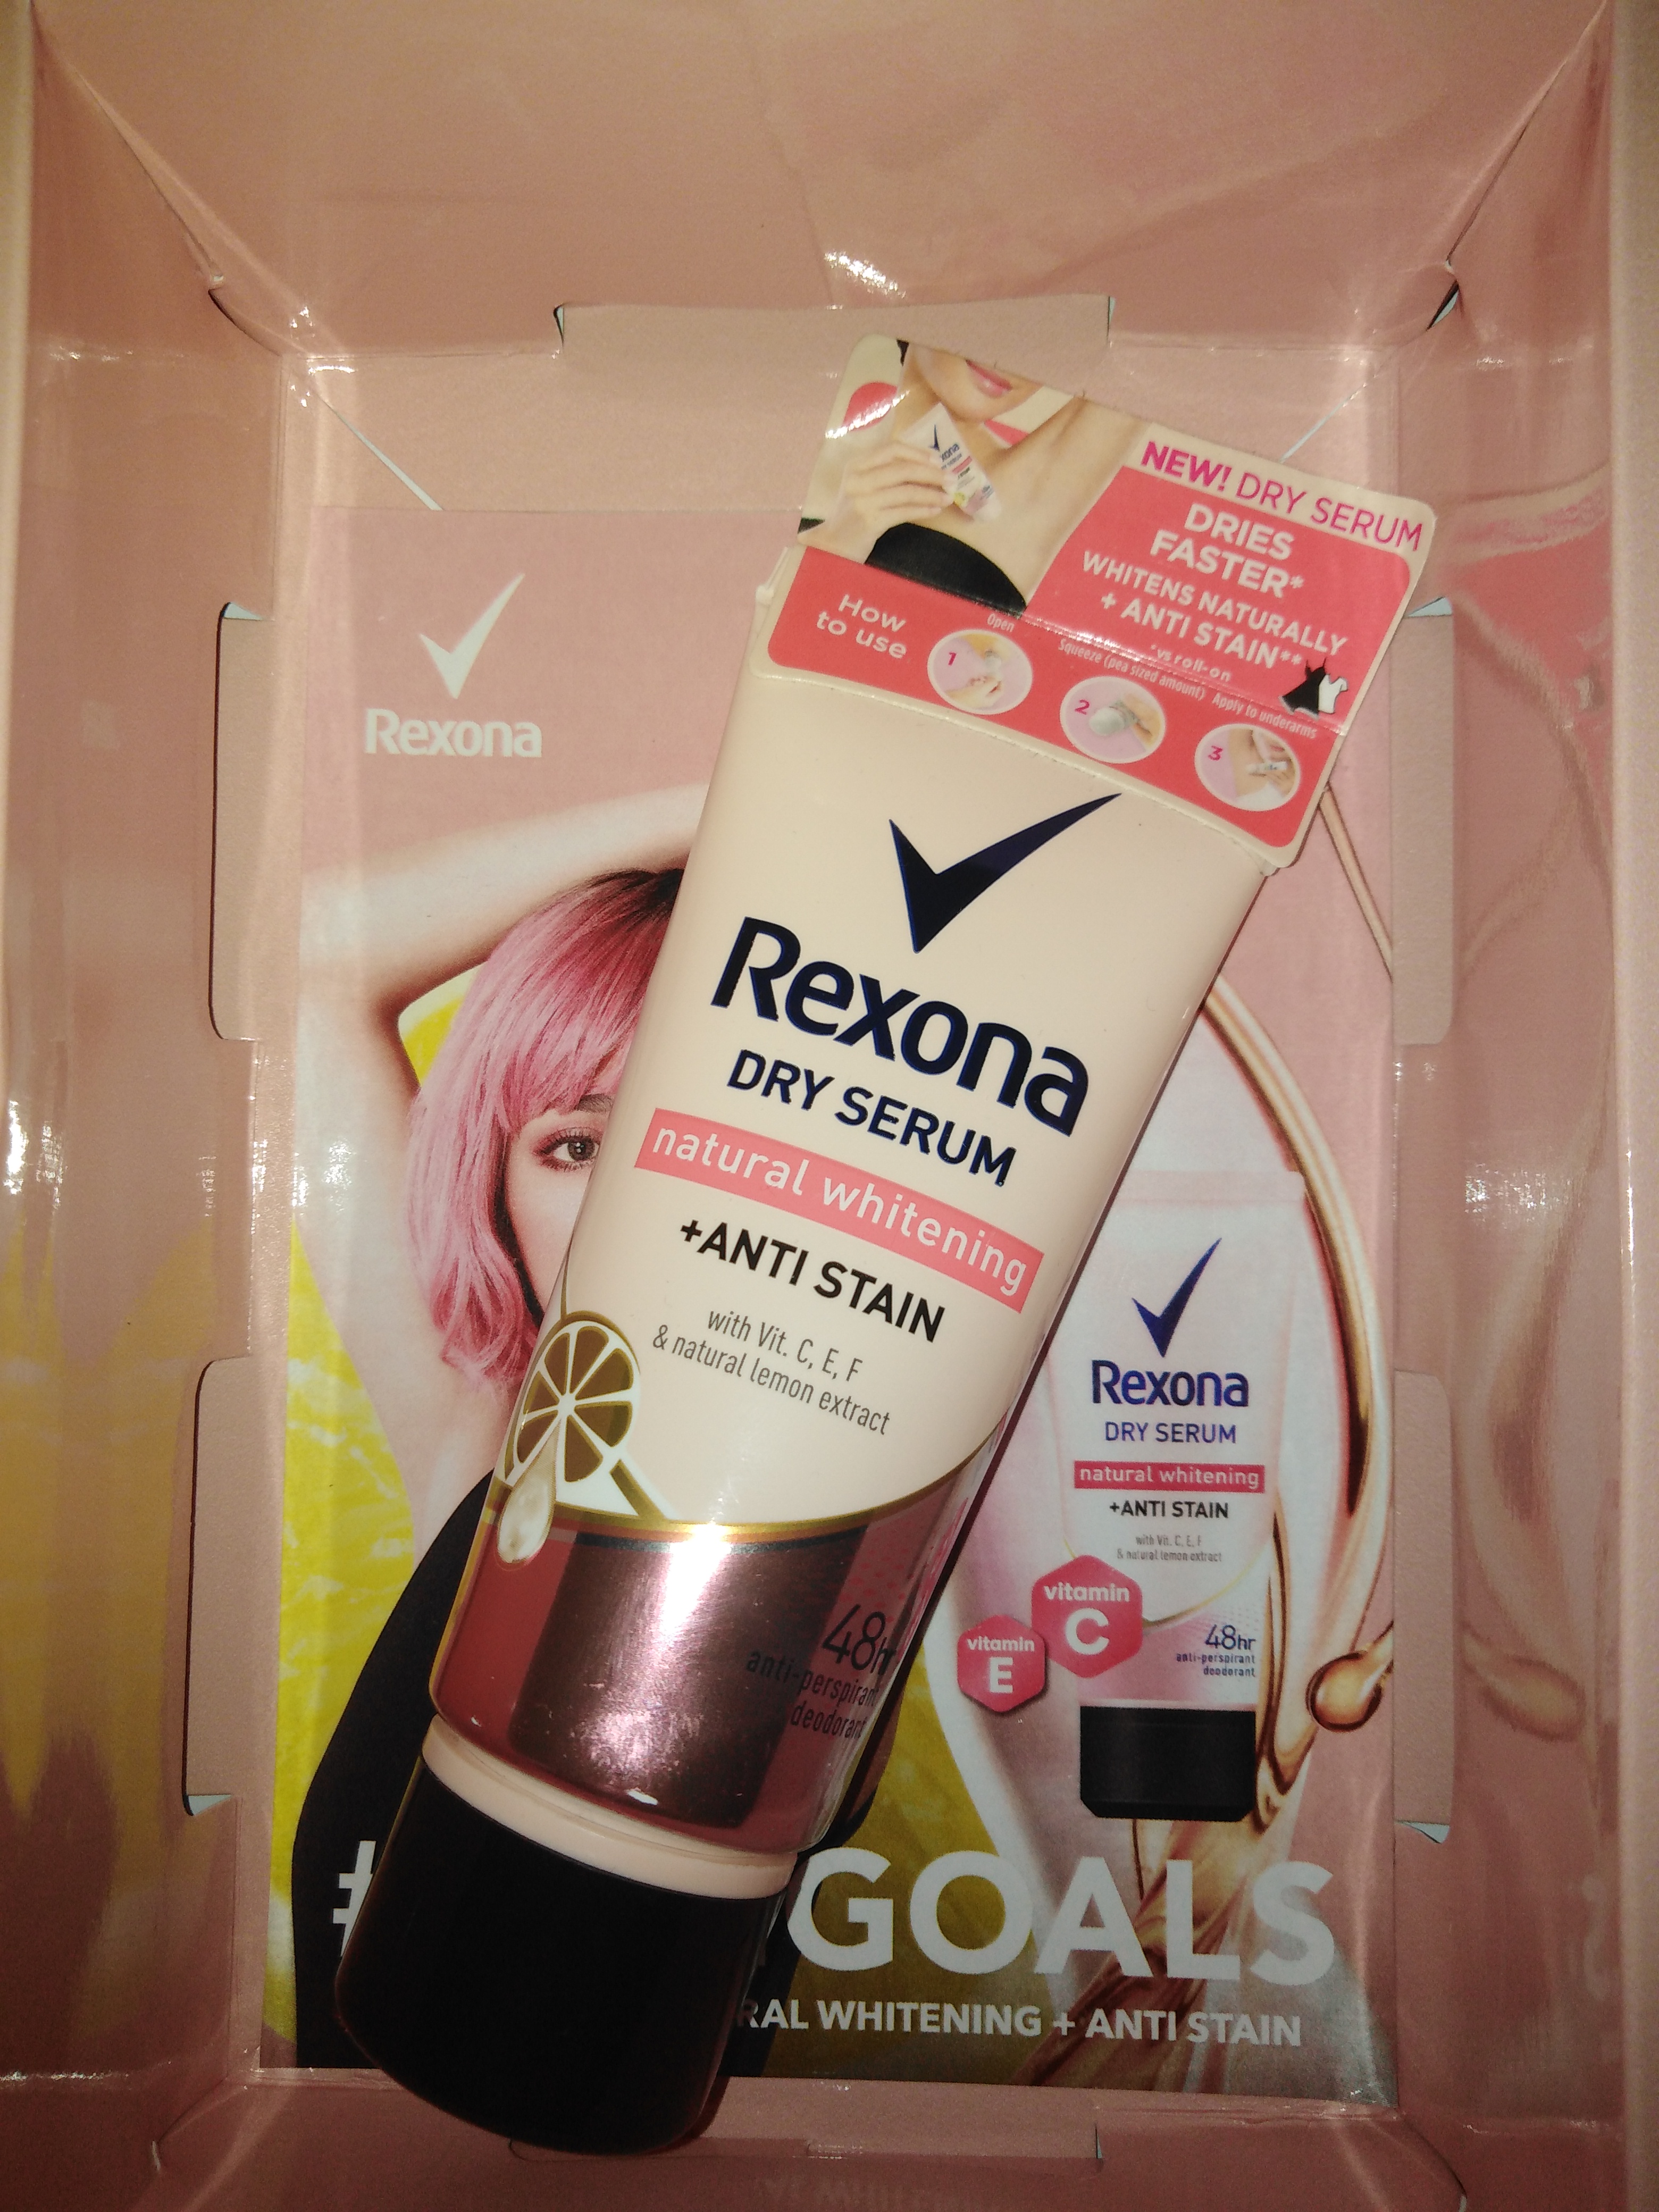 NEW! DRY SERUM
DRIES
FASTER*
WHITENS NATURALLY
+ ANTI STAIN**
*vs roll-on
How
to use
Open
1
Squeeze (pea sized amount)
2
Apply to underarms
3
Rexona
DRY SERUM
natural whitening
+ANTI STAIN
with Vit. C, E, F
& natural lemon extract
48hr
anti-perspirant
deodorant
Rexona
Rexona
DRY SERUM
natural whitening
+ANTI STAIN
with Vit. C, E, F
& natural lemon extract
vitamin
C
vitamin
E
48hr
anti-perspirant
deodorant
GOALS
RAL WHITENING + ANTI STAIN